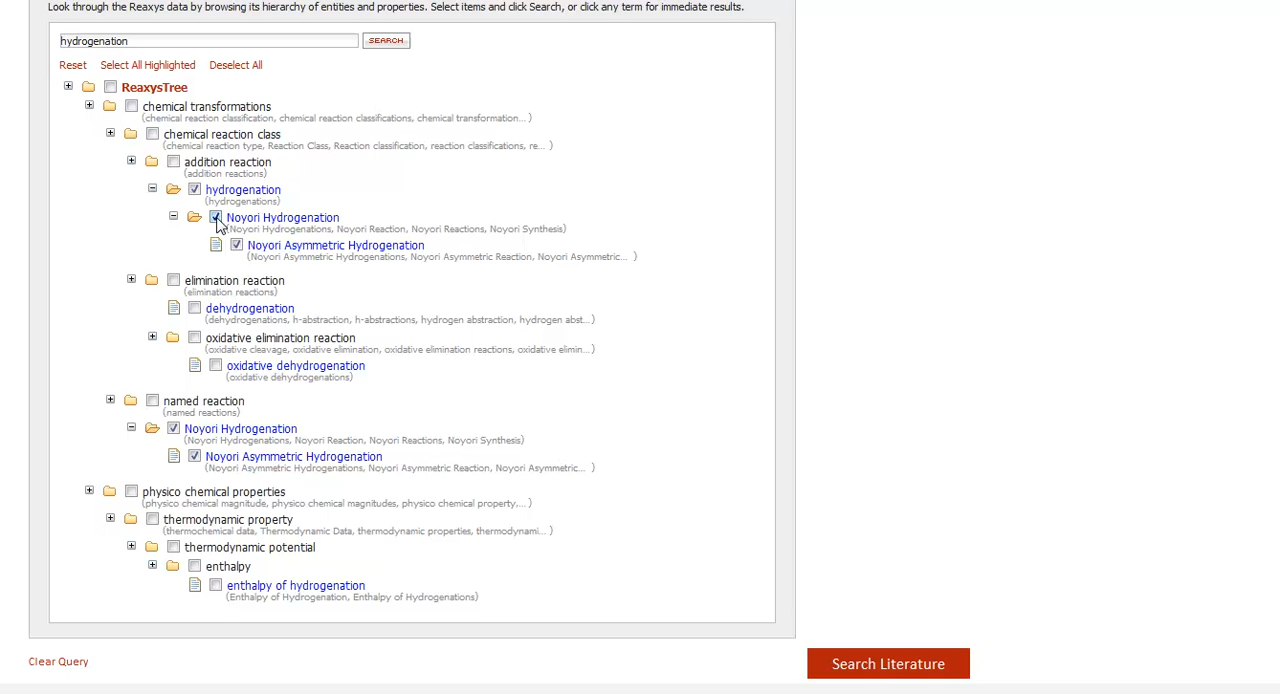 Look through the Reaxys data by browsing its hierarchy of entities and properties. Select items and click Search, or click any term for immediate results.
hydrogenation SEARCH
Reset Select All Highlighted Deselect All
ReaxysTree
chemical transformations
(chemical reaction classification, chemical reaction classifications, chemical transformation... )
chemical reaction class
(chemical reaction type, Reaction Class, Reaction classification, reaction classifications, re... )
addition reaction
(addition reactions)
hydrogenation
(hydrogenations)
Noyori Hydrogenation
(Noyori Hydrogenations, Noyori Reaction, Noyori Reactions, Noyori Synthesis)
Noyori Asymmetric Hydrogenation
(Noyori Asymmetric Hydrogenations, Noyori Asymmetric Reaction, Noyori Asymmetric... )
elimination reaction
(elimination reactions)
dehydrogenation
(dehydrogenations, h-abstraction, h-abstractions, hydrogen abstraction, hydrogen abst...)
oxidative elimination reaction
(oxidative cleavage, oxidative elimination, oxidative elimination reactions, oxidative elimin...)
oxidative dehydrogenation
(oxidative dehydrogenations)
named reaction
(named reactions)
Noyori Hydrogenation
(Noyori Hydrogenations, Noyori Reaction, Noyori Reactions, Noyori Synthesis)
Noyori Asymmetric Hydrogenation
(Noyori Asymmetric Hydrogenations, Noyori Asymmetric Reaction, Noyori Asymmetric... )
physico chemical properties
(physico chemical magnitude, physico chemical magnitudes, physico chemical property,... )
thermodynamic property
(thermochemical data, Thermodynamic Data, thermodynamic properties, thermodynami... )
thermodynamic potential
enthalpy
enthalpy of hydrogenation
(Enthalpy of Hydrogenation, Enthalpy of Hydrogenations)
Clear Query Search Literature